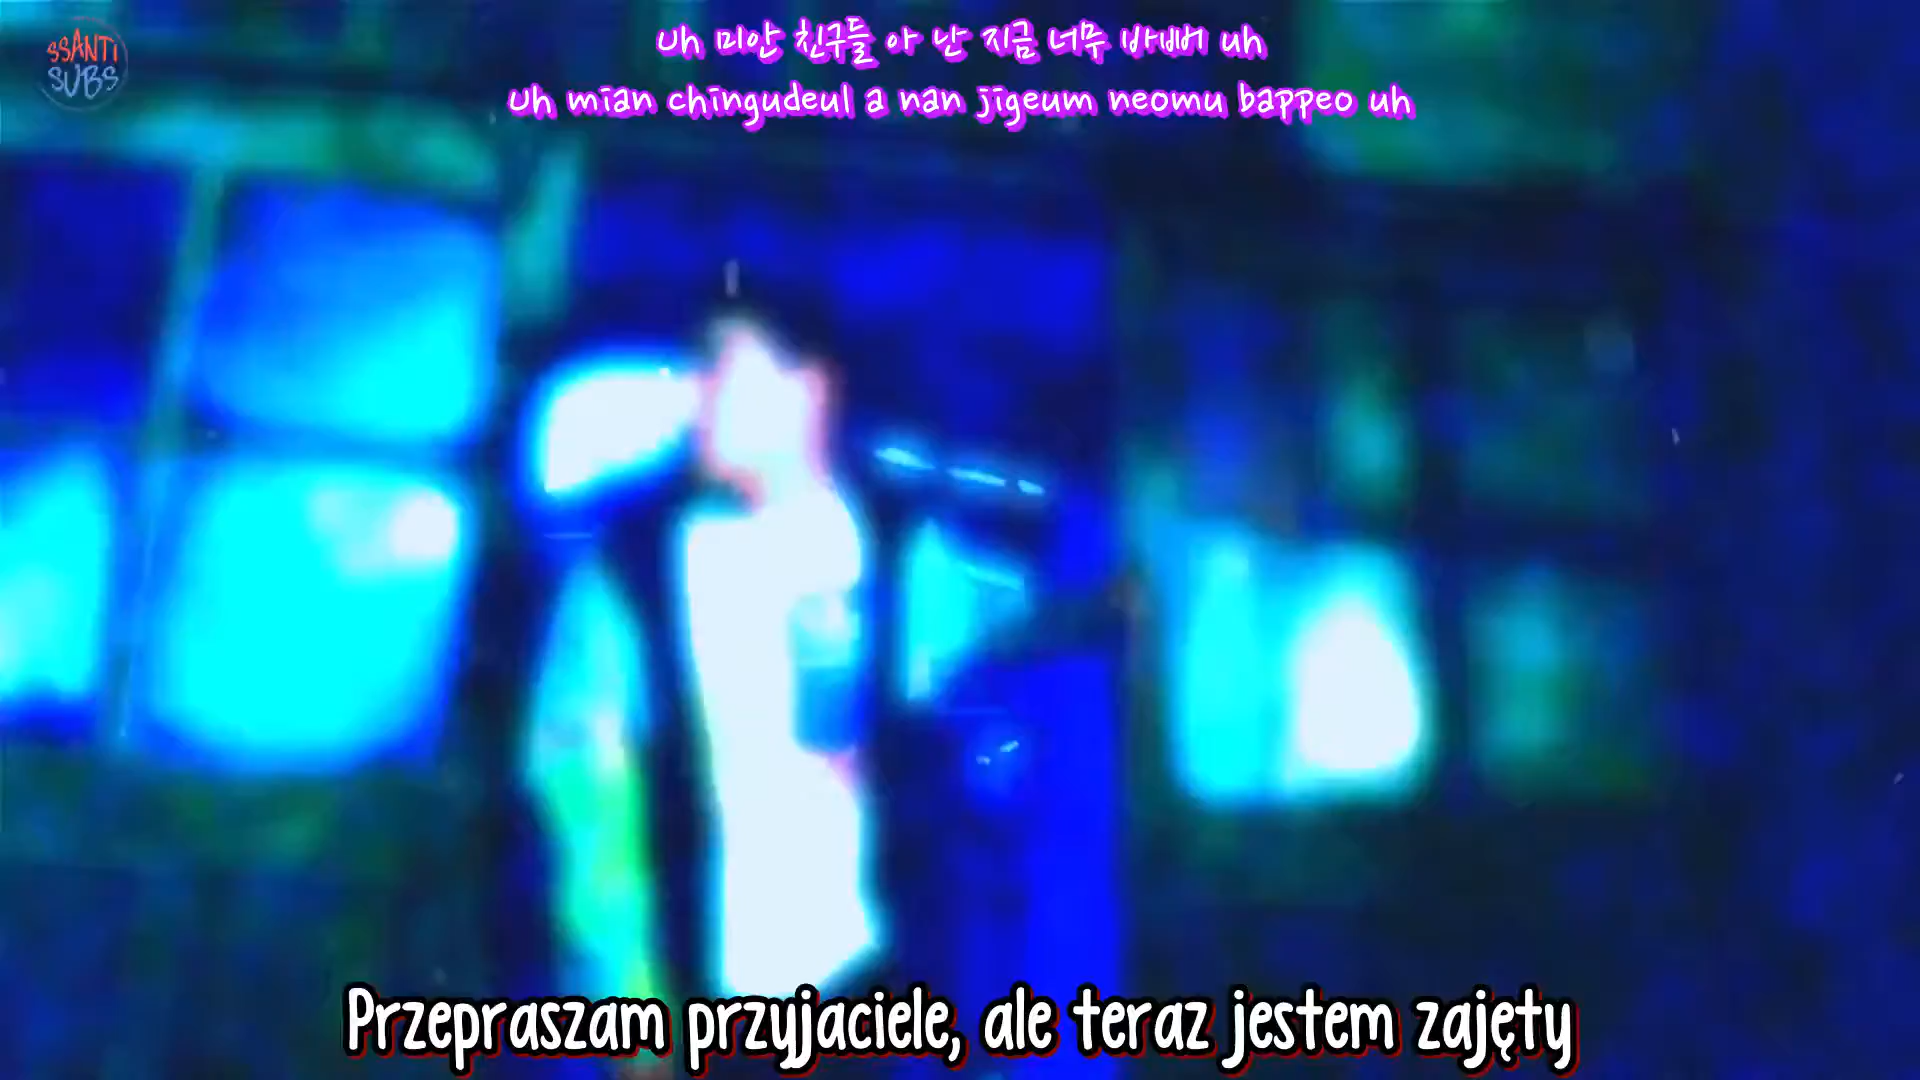 SSANTI
SUBS
uh 미안 친구들 아 난 지금 너무 바뻐 uh
uh mian chingudeul a nan jigeum neomu bappeo uh
Przepraszam przyjaciele, ale teraz jestem zajęty